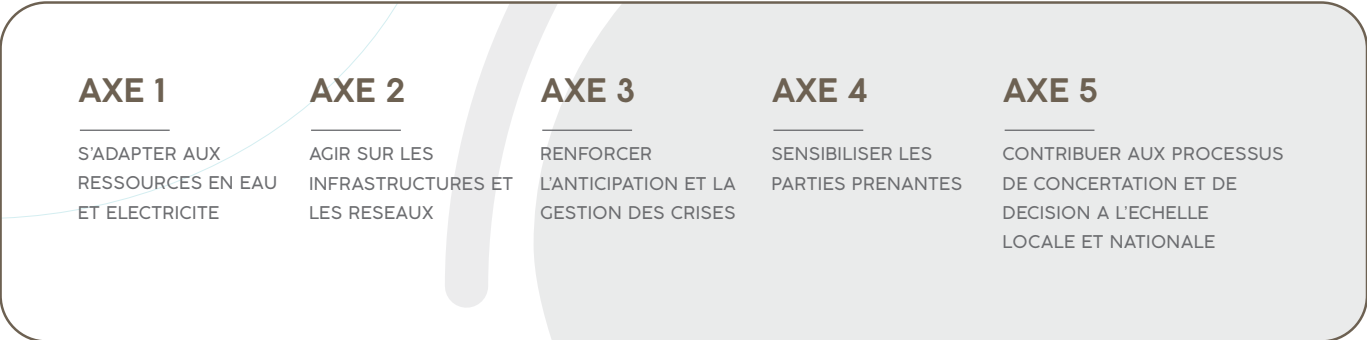 AXE 1
S'ADAPTER AUX
RESSOURCES EN EAU
ET ELECTRICITE
AXE 2
AGIR SUR LES
INFRASTRUCTURES ET
LES RESEAUX
AXE 3
RENFORCER
L'ANTICIPATION ET LA
GESTION DES CRISES
AXE 4
SENSIBILISER LES
PARTIES PRENANTES
AXE 5
CONTRIBUER AUX PROCESSUS
DE CONCERTATION ET DE
DECISION A L'ECHELLE
LOCALE ET NATIONALE